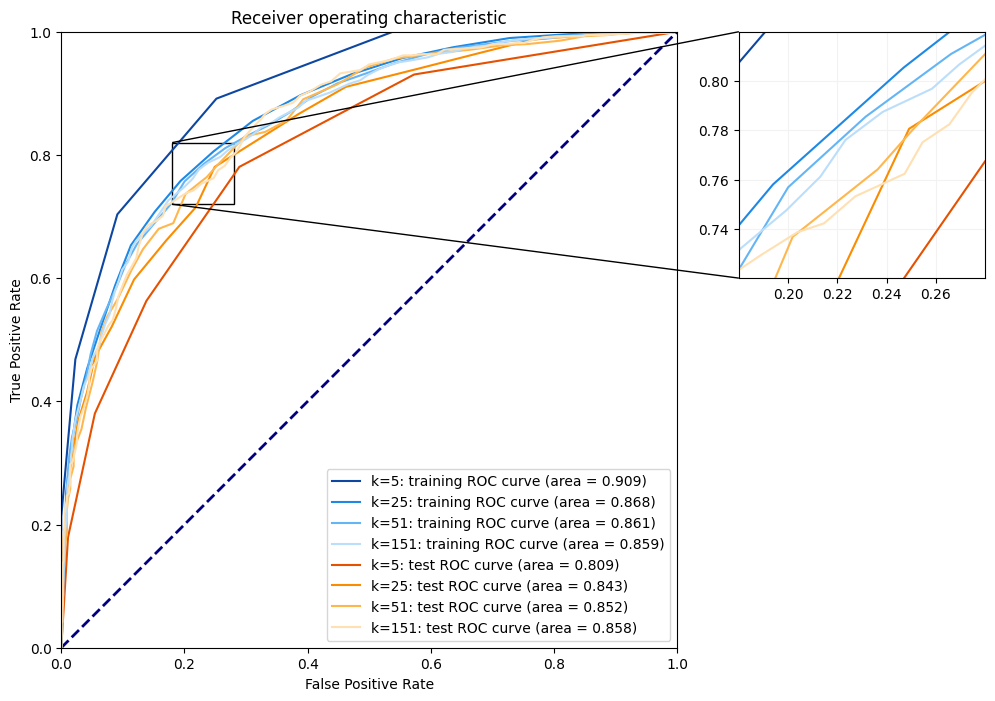 Receiver operating characteristic
1.0
0.8
0.6
0.4
0.2
0.0
True Positive Rate
0.0
0.2
0.4
0.6
0.8
1.0
False Positive Rate
k=5: training ROC curve (area = 0.909)
k=25: training ROC curve (area = 0.868)
k=51: training ROC curve (area = 0.861)
k=151: training ROC curve (area = 0.859)
k=5: test ROC curve (area = 0.809)
k=25: test ROC curve (area = 0.843)
k=51: test ROC curve (area = 0.852)
k=151: test ROC curve (area = 0.858)
0.80
0.78
0.76
0.74
0.20
0.22
0.24
0.26